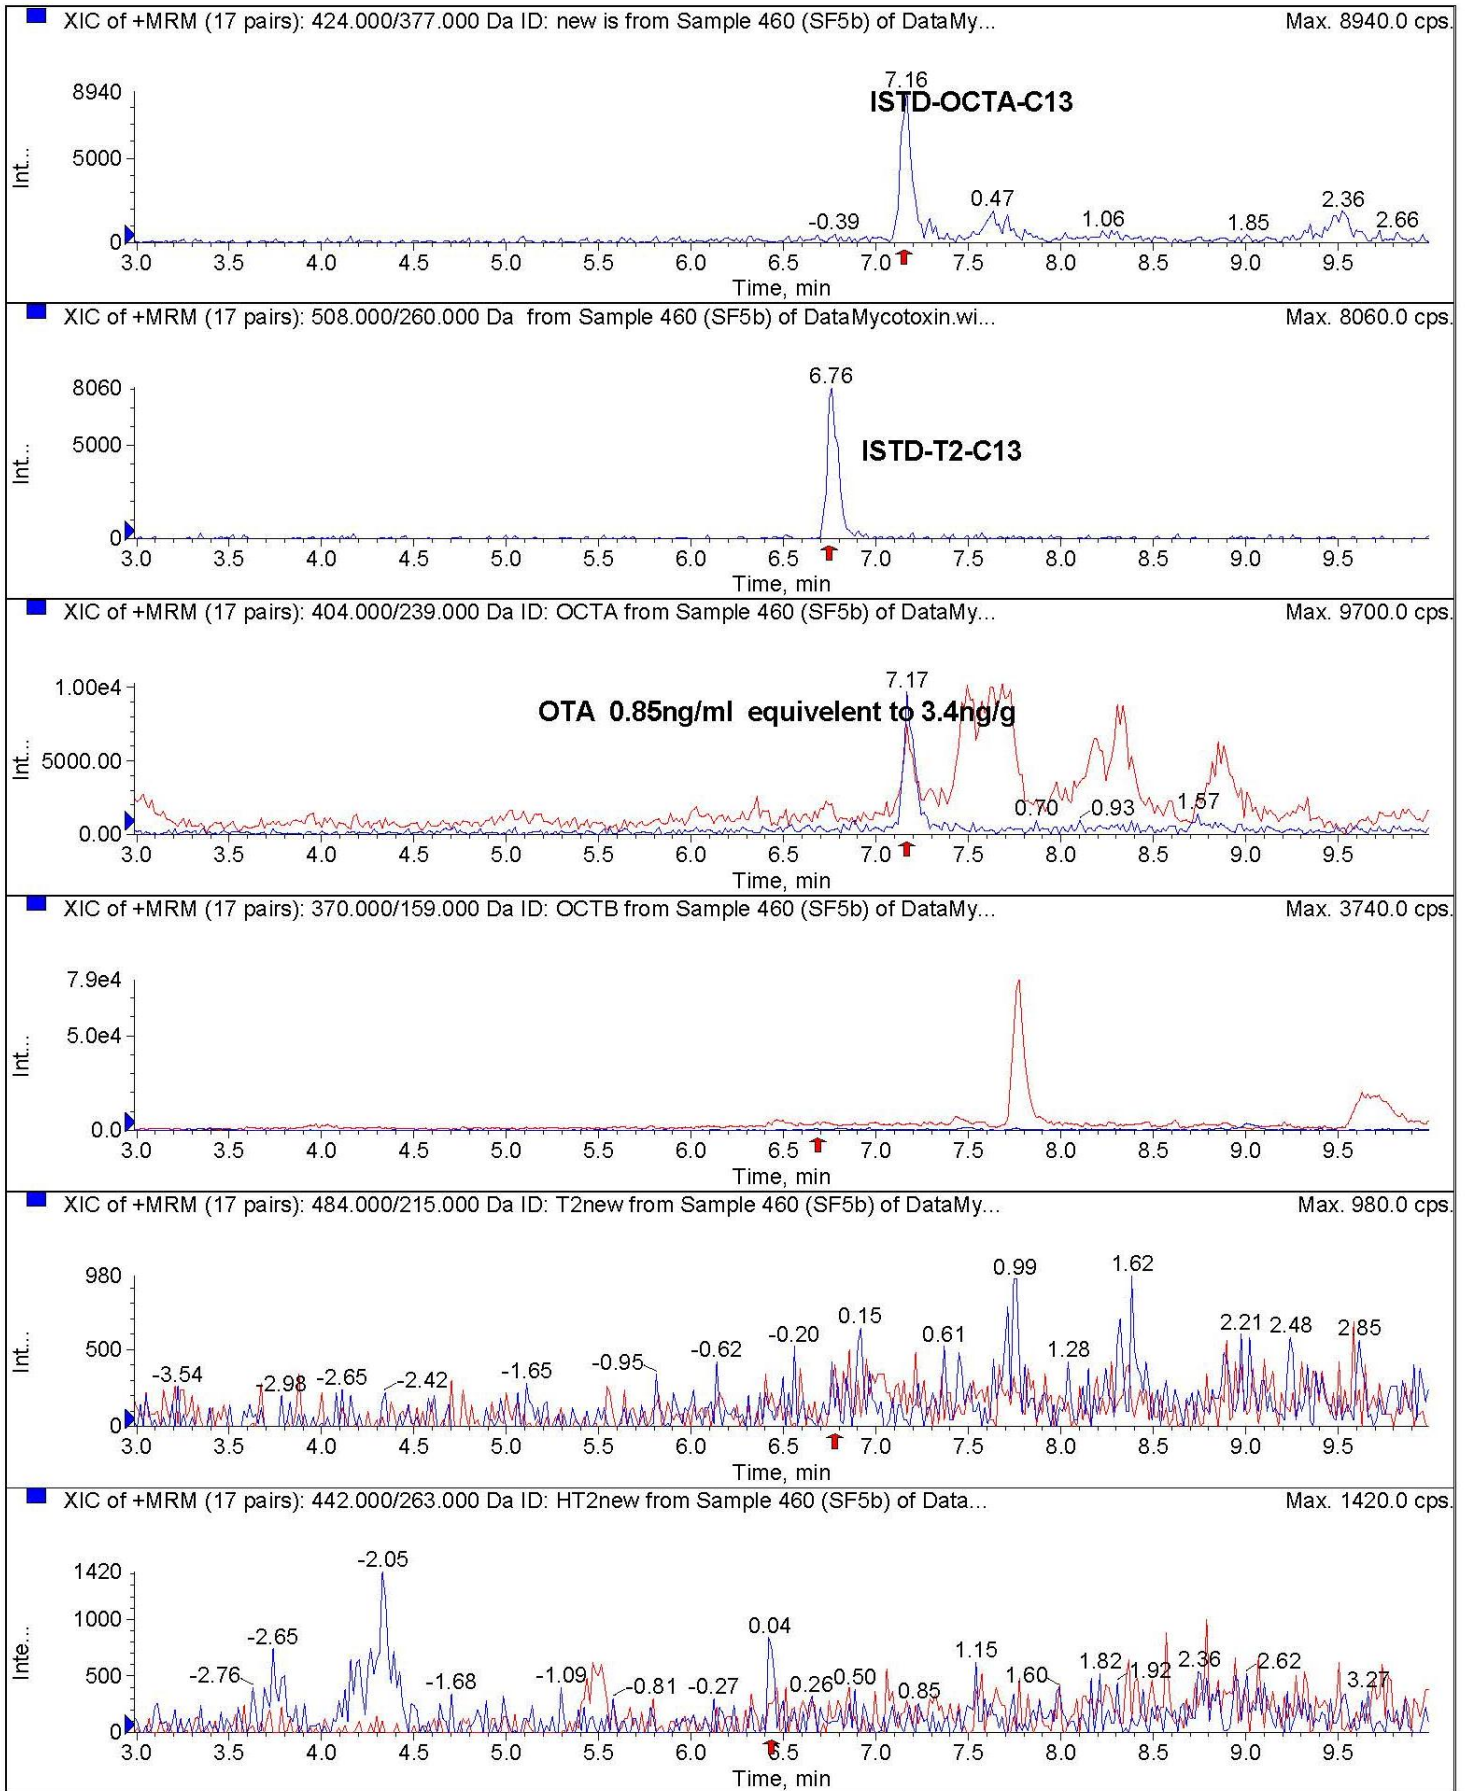 XIC of +MRM (17 pairs): 424.000/377.000 Da ID: new is from Sample 460 (SF5b) of DataMy... Max. 8940.0 cps.
7.16
ISTD-OCTA-C13
8940
5000
0
Int...
-0.39 0.47 1.06 1.85 2.36 2.66
3.0 3.5 4.0 4.5 5.0 5.5 6.0 6.5 7.0 7.5 8.0 8.5 9.0 9.5
Time, min
XIC of +MRM (17 pairs): 508.000/260.000 Da from Sample 460 (SF5b) of DataMycotoxin.wi... Max. 8060.0 cps.
6.76
ISTD-T2-C13
8060
5000
0
Int...
3.0 3.5 4.0 4.5 5.0 5.5 6.0 6.5 7.0 7.5 8.0 8.5 9.0 9.5
Time, min
XIC of +MRM (17 pairs): 404.000/239.000 Da ID: OCTA from Sample 460 (SF5b) of DataMy... Max. 9700.0 cps.
7.17
OTA 0.85ng/ml equivelent to 3.4ng/g
1.00e4
5000.00
0.00
Int...
0.70 0.93 1.57
3.0 3.5 4.0 4.5 5.0 5.5 6.0 6.5 7.0 7.5 8.0 8.5 9.0 9.5
Time, min
XIC of +MRM (17 pairs): 370.000/159.000 Da ID: OCTB from Sample 460 (SF5b) of DataMy... Max. 3740.0 cps.
7.9e4
5.0e4
0.0
Int...
3.0 3.5 4.0 4.5 5.0 5.5 6.0 6.5 7.0 7.5 8.0 8.5 9.0 9.5
Time, min
XIC of +MRM (17 pairs): 484.000/215.000 Da ID: T2new from Sample 460 (SF5b) of DataMy... Max. 980.0 cps.
980
500
0
Int...
-3.54 -2.98 -2.65 -2.42 -1.65 -0.95 -0.62 -0.20 0.15 0.61 0.99 1.28 1.62 2.21 2.48 2.85
3.0 3.5 4.0 4.5 5.0 5.5 6.0 6.5 7.0 7.5 8.0 8.5 9.0 9.5
Time, min
XIC of +MRM (17 pairs): 442.000/263.000 Da ID: HT2new from Sample 460 (SF5b) of Data... Max. 1420.0 cps.
1420
1000
500
0
Inte...
-2.76 -2.65 -2.05 -1.68 -1.09 -0.81 -0.27 0.04 0.26 0.50 0.85 1.15 1.60 1.82 1.92 2.36 2.62 3.27
3.0 3.5 4.0 4.5 5.0 5.5 6.0 6.5 7.0 7.5 8.0 8.5 9.0 9.5
Time, min